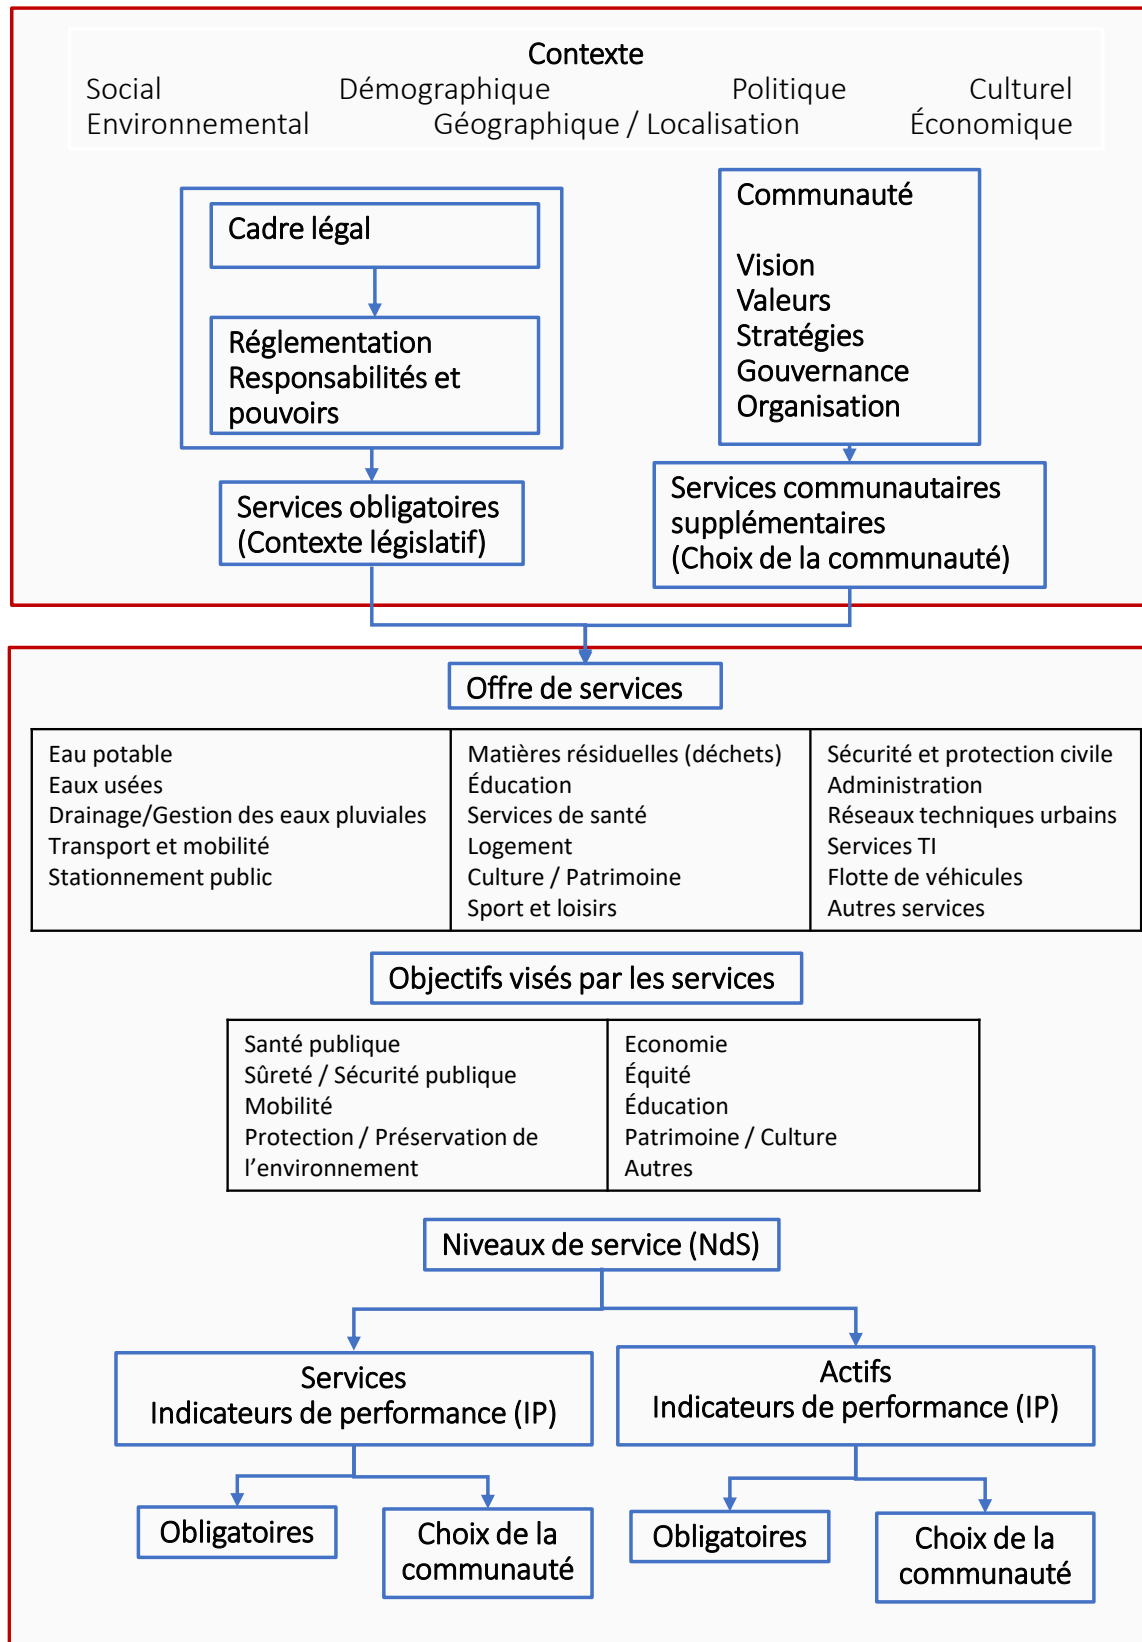 Contexte
Social Démographique Politique Culturel
Environnemental Géographique / Localisation Économique
Cadre légal
Réglementation
Responsabilités et
pouvoirs
Services obligatoires
(Contexte législatif)
Communauté
Vision
Valeurs
Stratégies
Gouvernance
Organisation
Services communautaires
supplémentaires
(Choix de la communauté)
Offre de services
Eau potable
Eaux usées
Drainage/Gestion des eaux pluviales
Transport et mobilité
Stationnement public
Matières résiduelles (déchets)
Éducation
Services de santé
Logement
Culture / Patrimoine
Sport et loisirs
Sécurité et protection civile
Administration
Réseaux techniques urbains
Services TI
Flotte de véhicules
Autres services
Objectifs visés par les services
Santé publique
Sûreté / Sécurité publique
Mobilité
Protection / Préservation de
l’environnement
Economie
Équité
Éducation
Patrimoine / Culture
Autres
Niveaux de service (NdS)
Services
Indicateurs de performance (IP)
Actifs
Indicateurs de performance (IP)
Obligatoires
Choix de la
communauté
Obligatoires
Choix de la
communauté